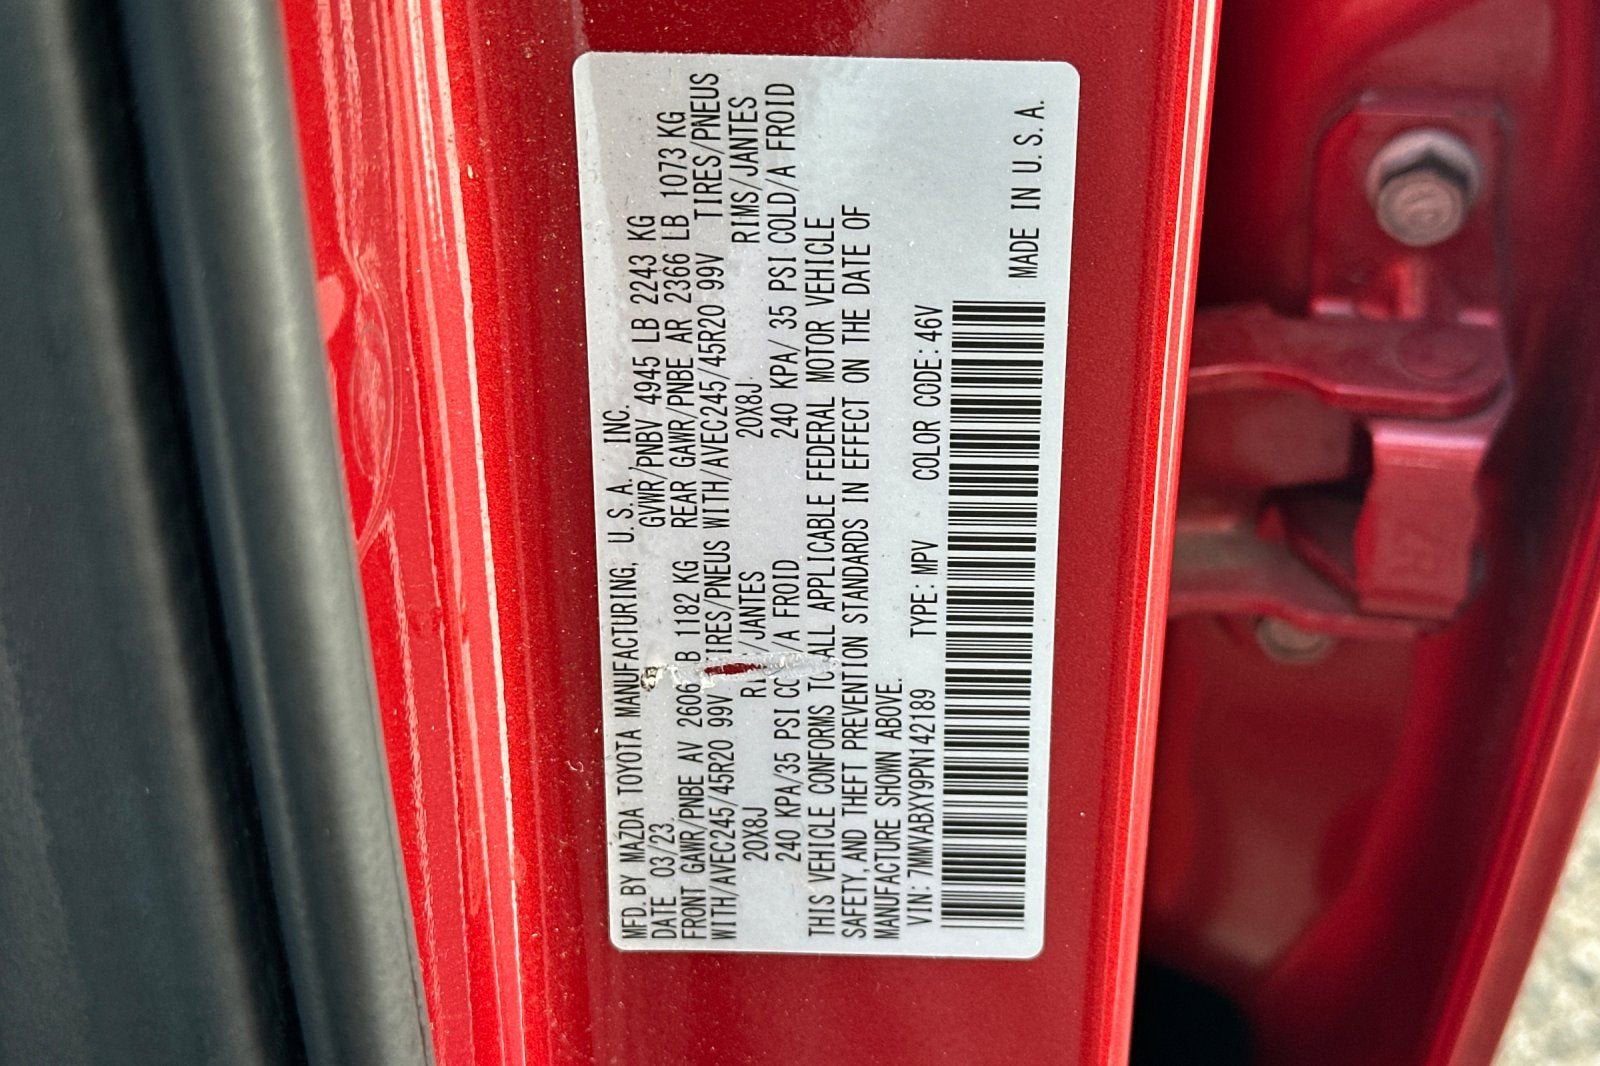 MFD. BY MAZDA TOYOTA MANUFACTURING, U. S. A., INC.
DATE 03/23 GVWR/PNBV 4945 LB 2243 KG
FRONT GAWR/PNBE AV 2606 B 1182 KG REAR GAWR/PNBE AR 2366 LB 1073 KG
WITH/AVEC245/45R20 99V TIRES/PNEUS WITH/AVEC245/45R20 99V TIRES/PNEUS
20X8J /JANTES 20X8J RIMS/JANTES
240 KPA/35 PSI /A FROID 240 KPA/ 35 PSI COLD/A FROID
THIS VEHICLE CONFORMS TO ALL APPLICABLE FEDERAL MOTOR VEHICLE
SAFETY, AND THEFT PREVENTION STANDARDS IN EFFECT ON THE DATE OF
MANUFACTURE SHOWN ABOVE.
VIN: 7MMVABXY9PN142189 TYPE: MPV COLOR CODE: 46V
MADE IN U. S. A.